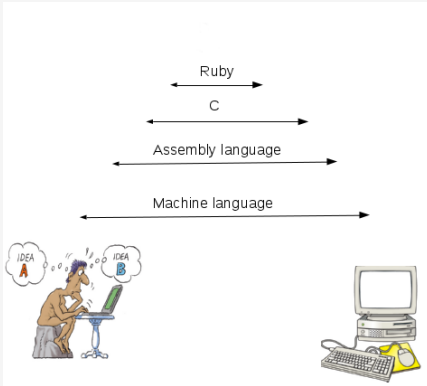 Ruby
C
Assembly language
Machine language
IDEA
A
IDEA
B